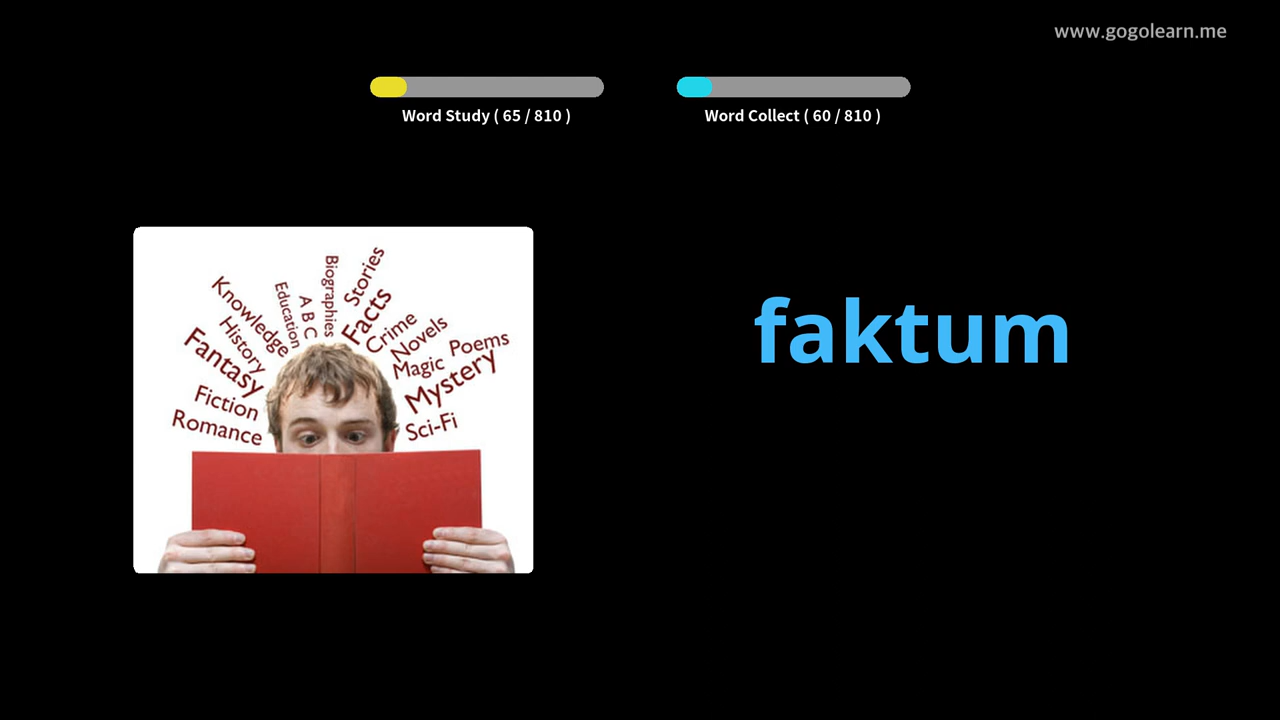 www.gogolearn.me
Word Study ( 65 / 810 )
Word Collect ( 60 / 810 )
Romance
Fiction
Fantasy
History
Knowledge
Education
A B C
Biographies
Stories
Facts
Crime
Novels
Magic
Poems
Mystery
Sci-Fi
faktum